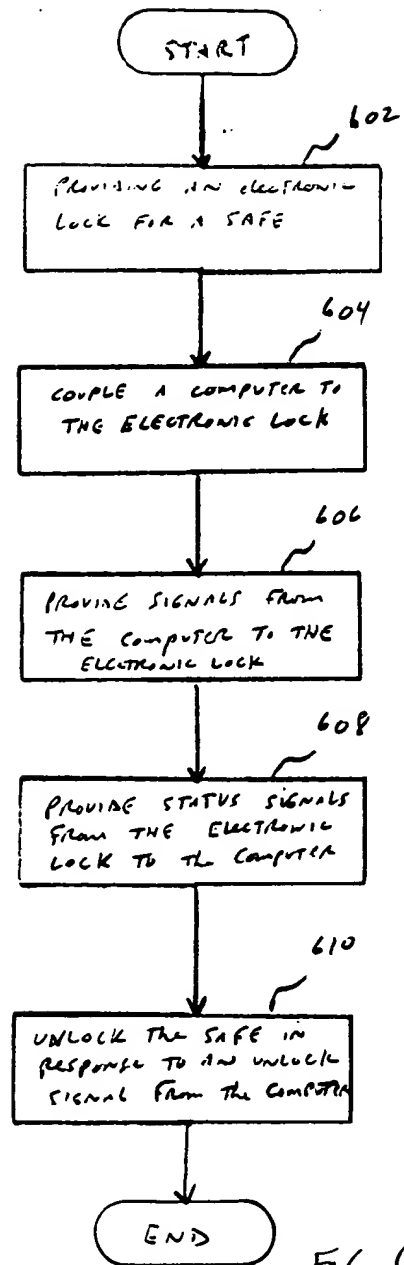 START
602
PROVIDING AN ELECTRONIC
LOCK FOR A SAFE
604
COUPLE A COMPUTER TO
THE ELECTRONIC LOCK
606
PROVIDE SIGNALS FROM
THE COMPUTER TO THE
ELECTRONIC LOCK
608
PROVIDE STATUS SIGNALS
FROM THE ELECTRONIC
LOCK TO THE COMPUTER
610
UNLOCK THE SAFE IN
RESPONSE TO AN UNLOCK
SIGNAL FROM THE COMPUTER
END